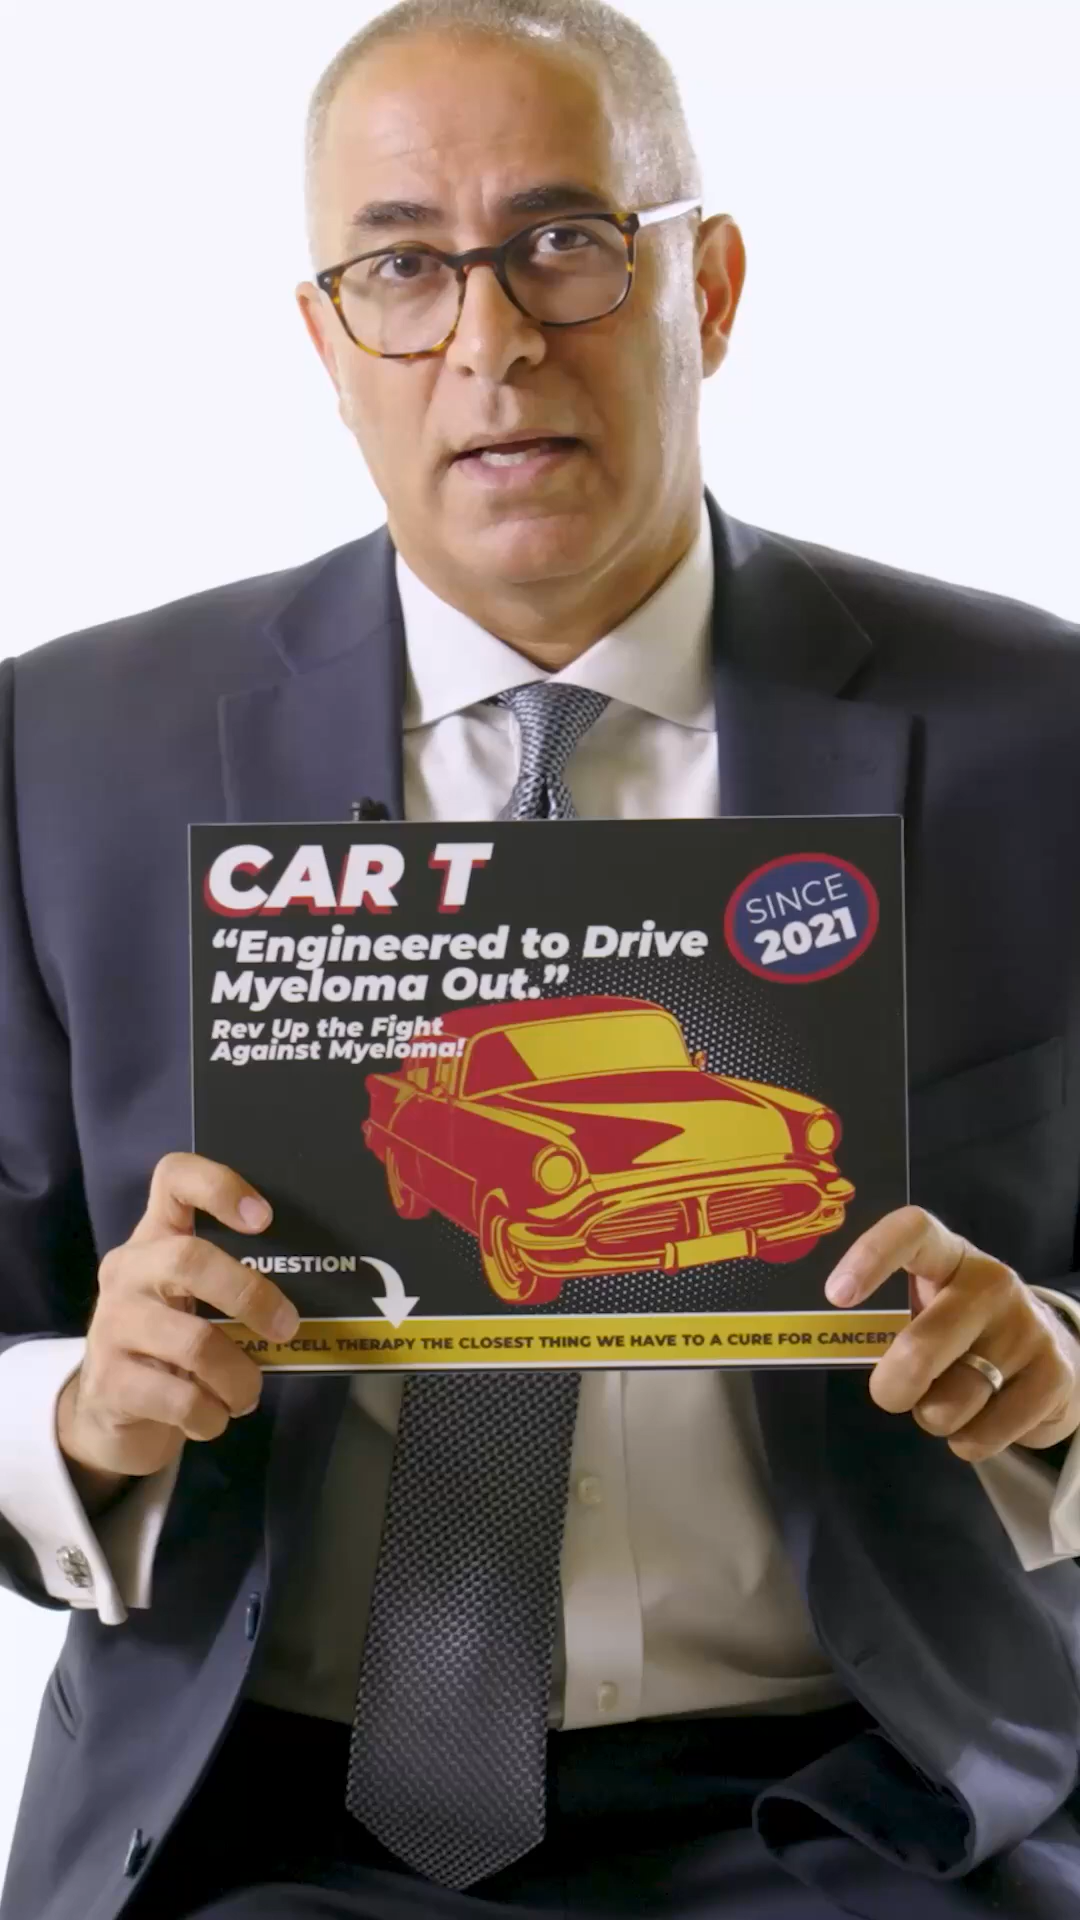 CAR T
SINCE
2021
“Engineered to Drive
Myeloma Out.”
Rev Up the Fight
Against Myeloma!
QUESTION
CAR T-CELL THERAPY THE CLOSEST THING WE HAVE TO A CURE FOR CANCER?